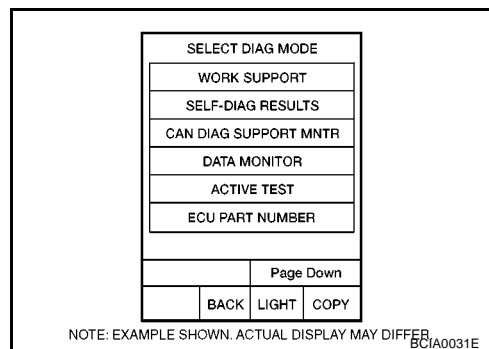 SELECT DIAG MODE
WORK SUPPORT
SELF-DIAG RESULTS
CAN DIAG SUPPORT MNTR
DATA MONITOR
ACTIVE TEST
ECU PART NUMBER
Page Down
BACK LIGHT COPY
NOTE: EXAMPLE SHOWN. ACTUAL DISPLAY MAY DIFFER.
BCIA0031E